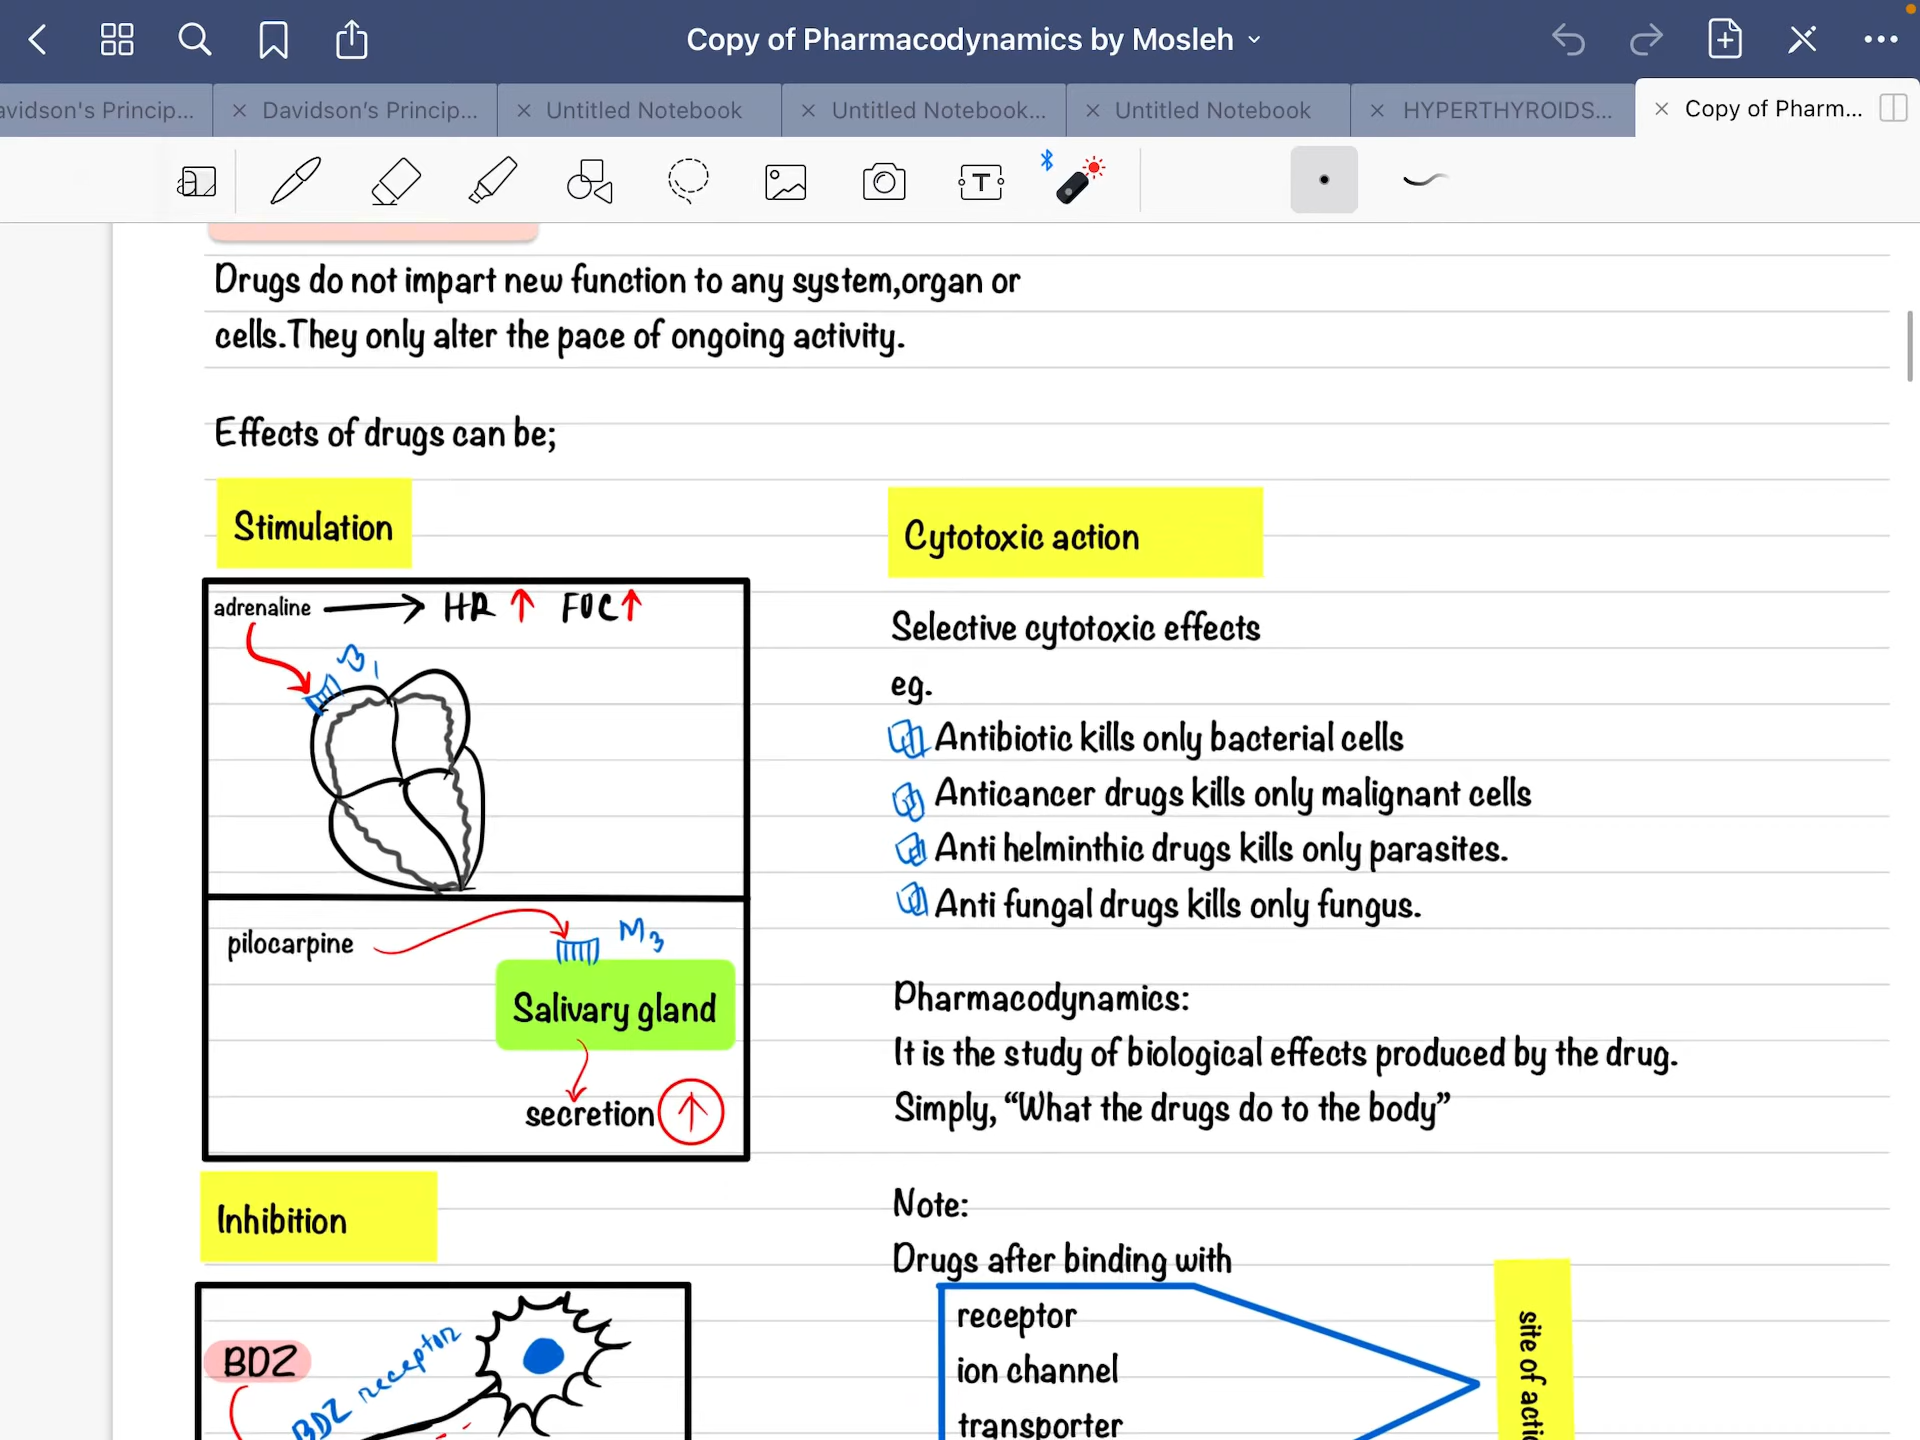 Copy of Pharmacodynamics by Mosleh
avidson's Princip...
Davidson's Princip...
Untitled Notebook
Untitled Notebook...
Untitled Notebook
HYPERTHYROIDS...
Copy of Pharm...
Drugs do not impart new function to any system,organ or
cells.They only alter the pace of ongoing activity.
Effects of drugs can be;
Stimulation
adrenaline HR ↑ FOC ↑
β1
pilocarpine
M3
Salivary gland
secretion ↑
Inhibition
BDZ
BDZ receptor
Cytotoxic action
Selective cytotoxic effects
eg.
Antibiotic kills only bacterial cells
Anticancer drugs kills only malignant cells
Anti helminthic drugs kills only parasites.
Anti fungal drugs kills only fungus.
Pharmacodynamics:
It is the study of biological effects produced by the drug.
Simply, “What the drugs do to the body”
Note:
Drugs after binding with
receptor
ion channel
transporter
site of actio